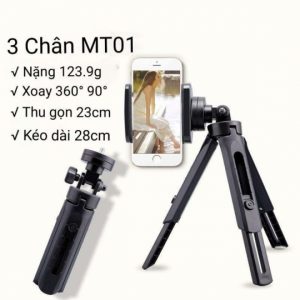 3 Chân MT01
√ Nặng 123.9g
√ Xoay 360° 90°
√ Thu gọn 23cm
√ Kéo dài 28cm